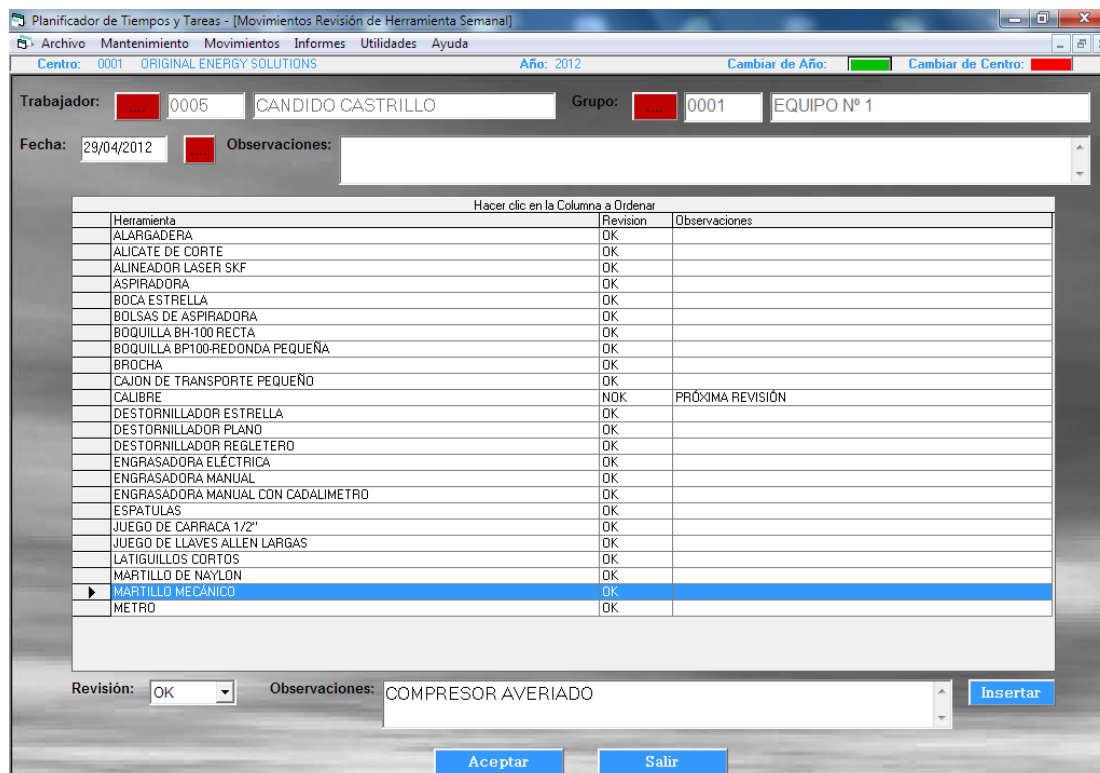 Planificador de Tiempos y Tareas - [Movimientos Revisión de Herramienta Semanal]
Archivo Mantenimiento Movimientos Informes Utilidades Ayuda
Centro: 0001 ORIGINAL ENERGY SOLUTIONS Año: 2012 Cambiar de Año: Cambiar de Centro:
Trabajador: .... 0005 CANDIDO CASTRILLO Grupo: .... 0001 EQUIPO Nº 1
Fecha: 29/04/2012 .... Observaciones:
Hacer clic en la Columna a Ordenar
Herramienta Revision Observaciones
ALARGADERA OK
ALICATE DE CORTE OK
ALINEADOR LASER SKF OK
ASPIRADORA OK
BOCA ESTRELLA OK
BOLSAS DE ASPIRADORA OK
BOQUILLA BH-100 RECTA OK
BOQUILLA BP100-REDONDA PEQUEÑA OK
BROCHA OK
CAJON DE TRANSPORTE PEQUEÑO OK
CALIBRE NOK PRÓXIMA REVISIÓN
DESTORNILLADOR ESTRELLA OK
DESTORNILLADOR PLANO OK
DESTORNILLADOR REGLETERO OK
ENGRASADORA ELÉCTRICA OK
ENGRASADORA MANUAL OK
ENGRASADORA MANUAL CON CADALIMETRO OK
ESPATULAS OK
JUEGO DE CARRACA 1/2" OK
JUEGO DE LLAVES ALLEN LARGAS OK
LATIGUILLOS CORTOS OK
MARTILLO DE NAYLON OK
MARTILLO MECÁNICO OK
METRO OK
Revisión: OK Observaciones: COMPRESOR AVERIADO Insertar
Aceptar Salir